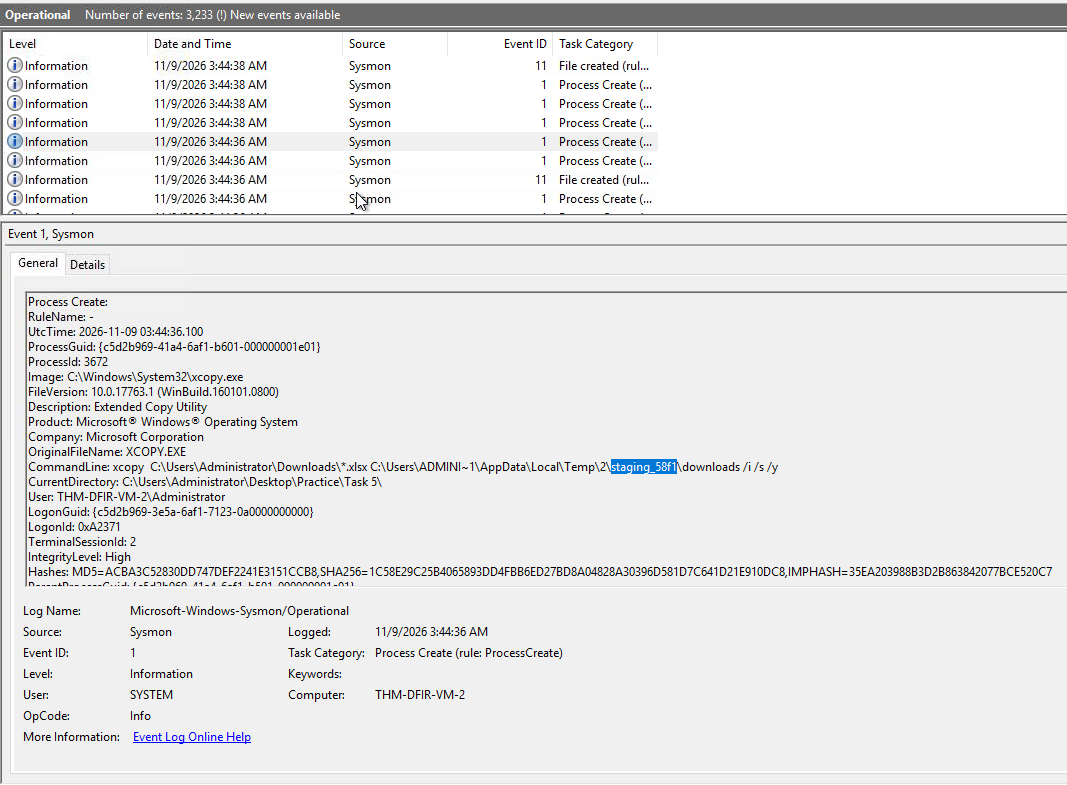 Operational Number of events: 3,233 (!) New events available
Level Date and Time Source Event ID Task Category
Information 11/9/2026 3:44:38 AM Sysmon 11 File created (rul...
Information 11/9/2026 3:44:38 AM Sysmon 1 Process Create (...
Information 11/9/2026 3:44:38 AM Sysmon 1 Process Create (...
Information 11/9/2026 3:44:38 AM Sysmon 1 Process Create (...
Information 11/9/2026 3:44:36 AM Sysmon 1 Process Create (...
Information 11/9/2026 3:44:36 AM Sysmon 1 Process Create (...
Information 11/9/2026 3:44:36 AM Sysmon 11 File created (rul...
Information 11/9/2026 3:44:36 AM Sysmon 1 Process Create (...
Event 1, Sysmon
General Details
Process Create:
RuleName: -
UtcTime: 2026-11-09 03:44:36.100
ProcessGuid: {c5d2b969-41a4-6af1-b601-000000001e01}
ProcessId: 3672
Image: C:\Windows\System32\xcopy.exe
FileVersion: 10.0.17763.1 (WinBuild.160101.0800)
Description: Extended Copy Utility
Product: Microsoft® Windows® Operating System
Company: Microsoft Corporation
OriginalFileName: XCOPY.EXE
CommandLine: xcopy  C:\Users\Administrator\Downloads\*.xlsx C:\Users\ADMINI~1\AppData\Local\Temp\2\staging_58f1\downloads /i /s /y
CurrentDirectory: C:\Users\Administrator\Desktop\Practice\Task 5\
User: THM-DFIR-VM-2\Administrator
LogonGuid: {c5d2b969-3e5a-6af1-7123-0a0000000000}
LogonId: 0xA2371
TerminalSessionId: 2
IntegrityLevel: High
Hashes: MD5=ACBA3C52830DD747DEF2241E3151CCB8,SHA256=1C58E29C25B4065893DD4FBB6ED27BD8A04828A30396D581D7C641D21E910DC8,IMPHASH=35EA203988B3D2B863842077BCE520C7
Log Name: Microsoft-Windows-Sysmon/Operational
Source: Sysmon Logged: 11/9/2026 3:44:36 AM
Event ID: 1 Task Category: Process Create (rule: ProcessCreate)
Level: Information Keywords:
User: SYSTEM Computer: THM-DFIR-VM-2
OpCode: Info
More Information: Event Log Online Help